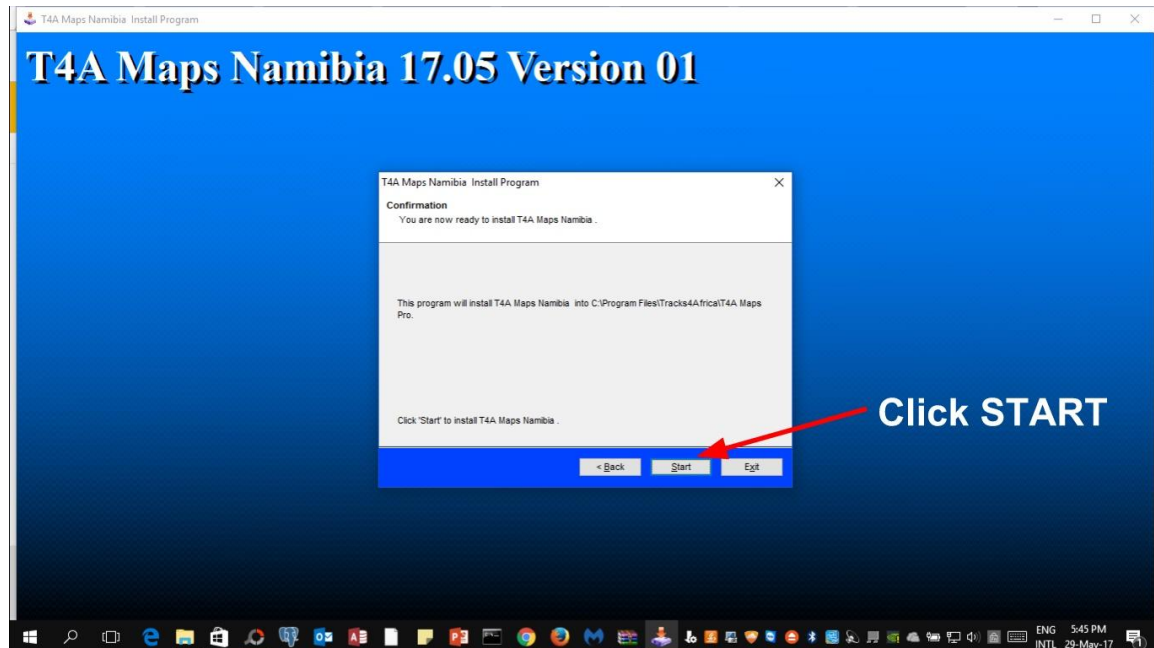 T4A Maps Namibia Install Program
T4A Maps Namibia 17.05 Version 01
T4A Maps Namibia Install Program
Confirmation
You are now ready to install T4A Maps Namibia .
This program will install T4A Maps Namibia into C:\Program Files\Tracks4Africa\T4A Maps
Pro.
Click 'Start' to install T4A Maps Namibia .
Click START
< Back
Start
Exit
ENG
5:45 PM
INTL
29-May-17